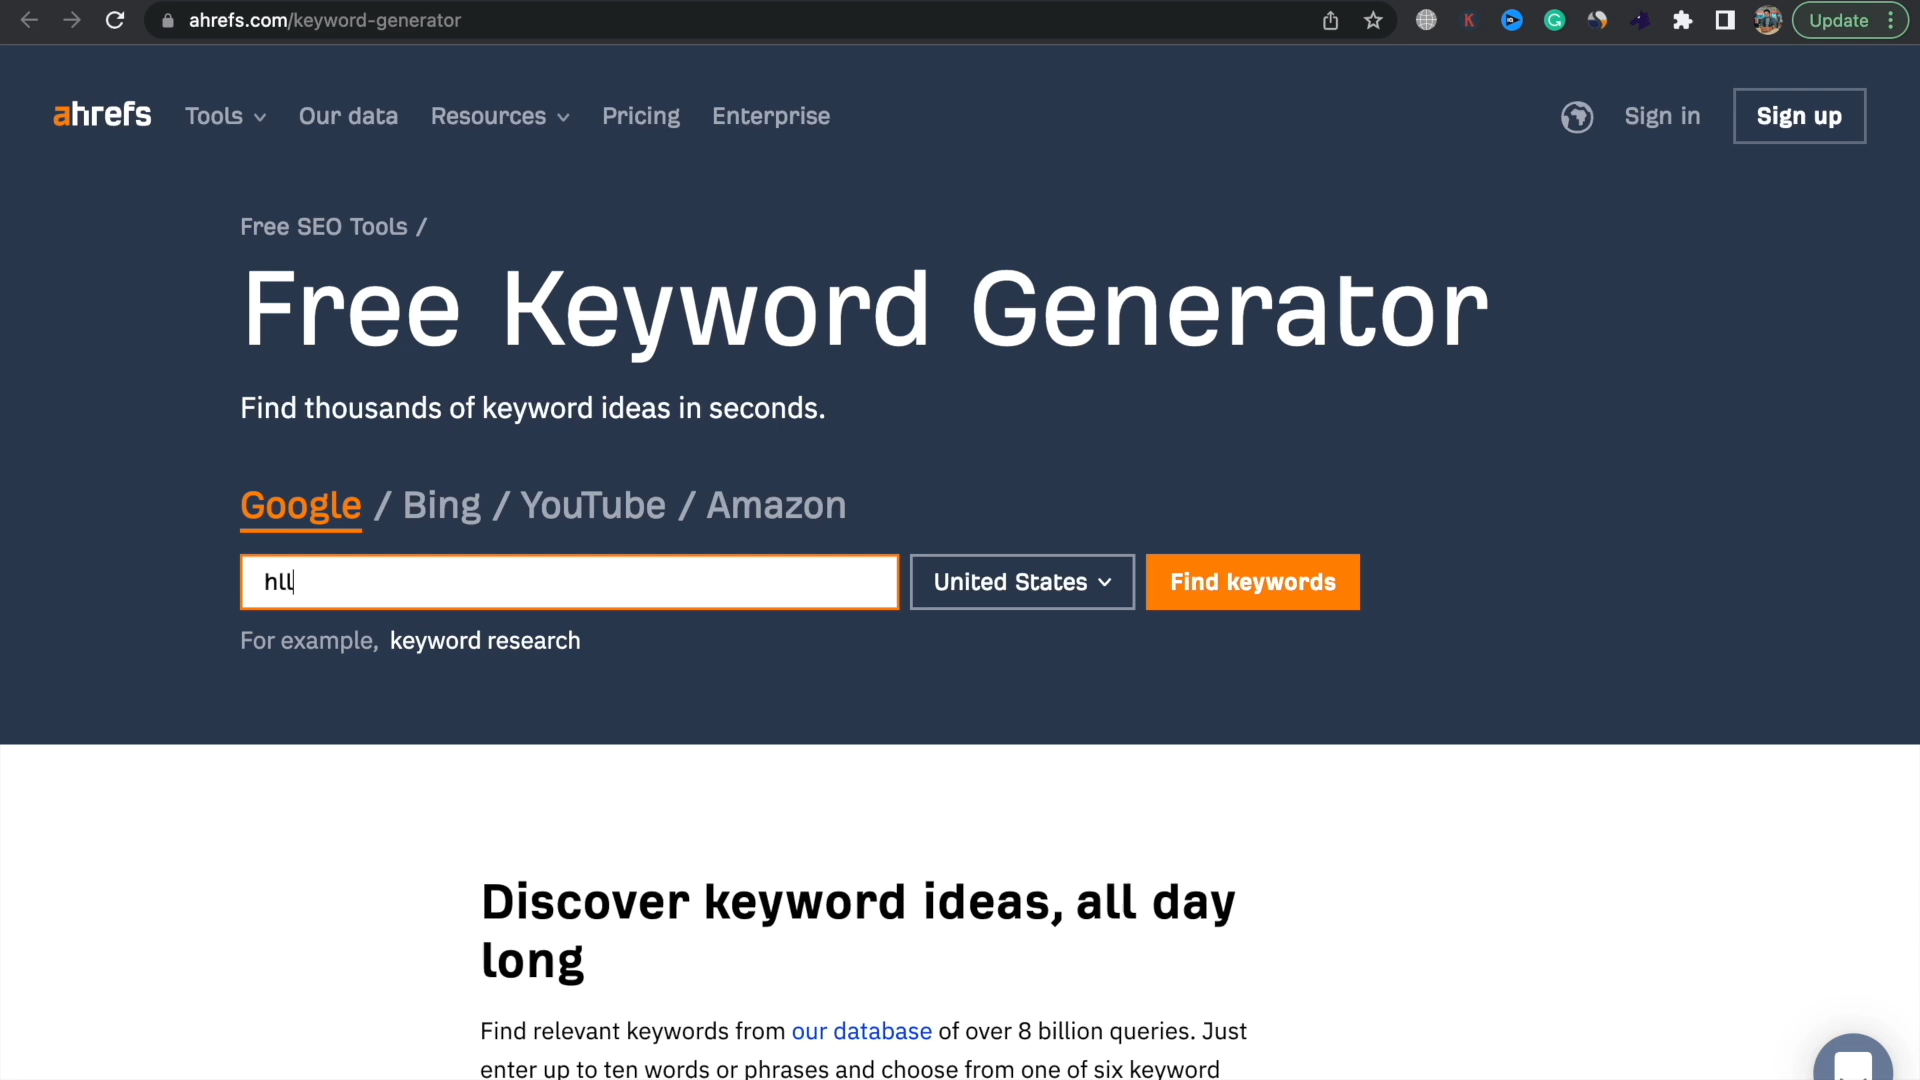 ahrefs.com/keyword-generator
Update
ahrefs
Tools
Our data
Resources
Pricing
Enterprise
Sign in
Sign up
Free SEO Tools /
Free Keyword Generator
Find thousands of keyword ideas in seconds.
Google / Bing / YouTube / Amazon
hll
United States
Find keywords
For example, keyword research
Discover keyword ideas, all day
long
Find relevant keywords from our database of over 8 billion queries. Just
enter up to ten words or phrases and choose from one of six keyword